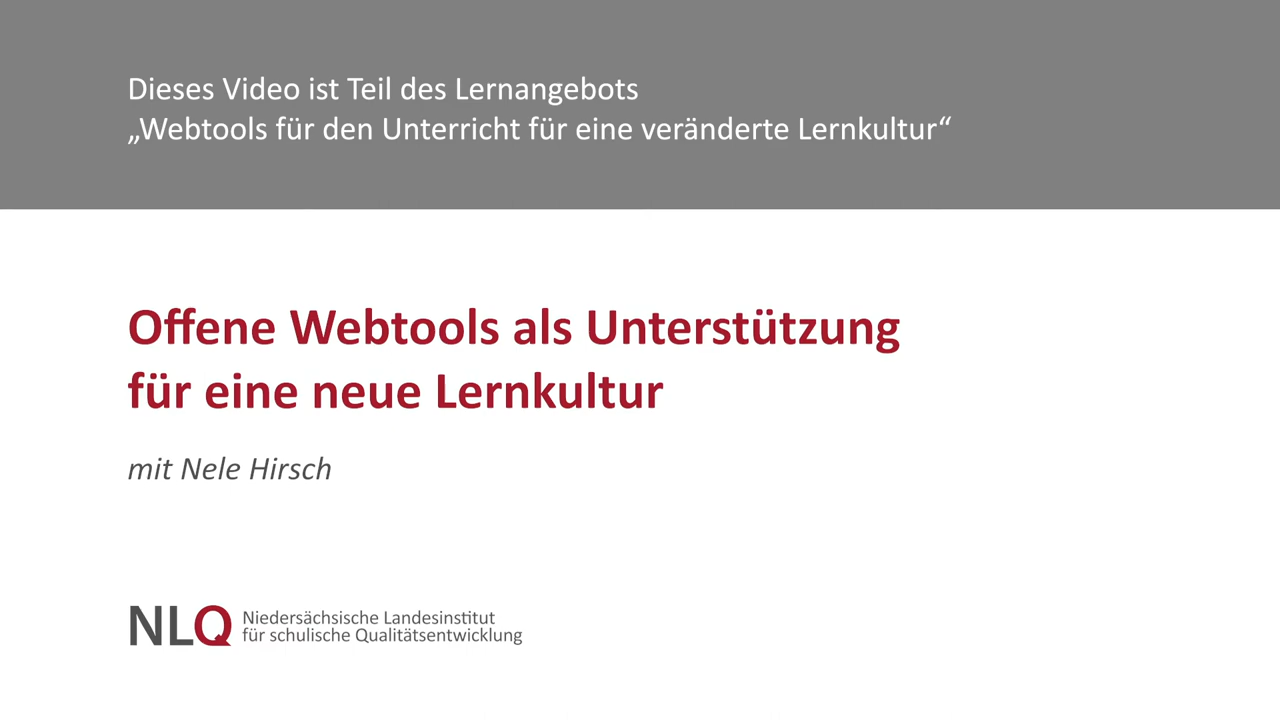 Dieses Video ist Teil des Lernangebots
„Webtools für den Unterricht für eine veränderte Lernkultur“
Offene Webtools als Unterstützung
für eine neue Lernkultur
mit Nele Hirsch
NLQ
Niedersächsische Landesinstitut
für schulische Qualitätsentwicklung